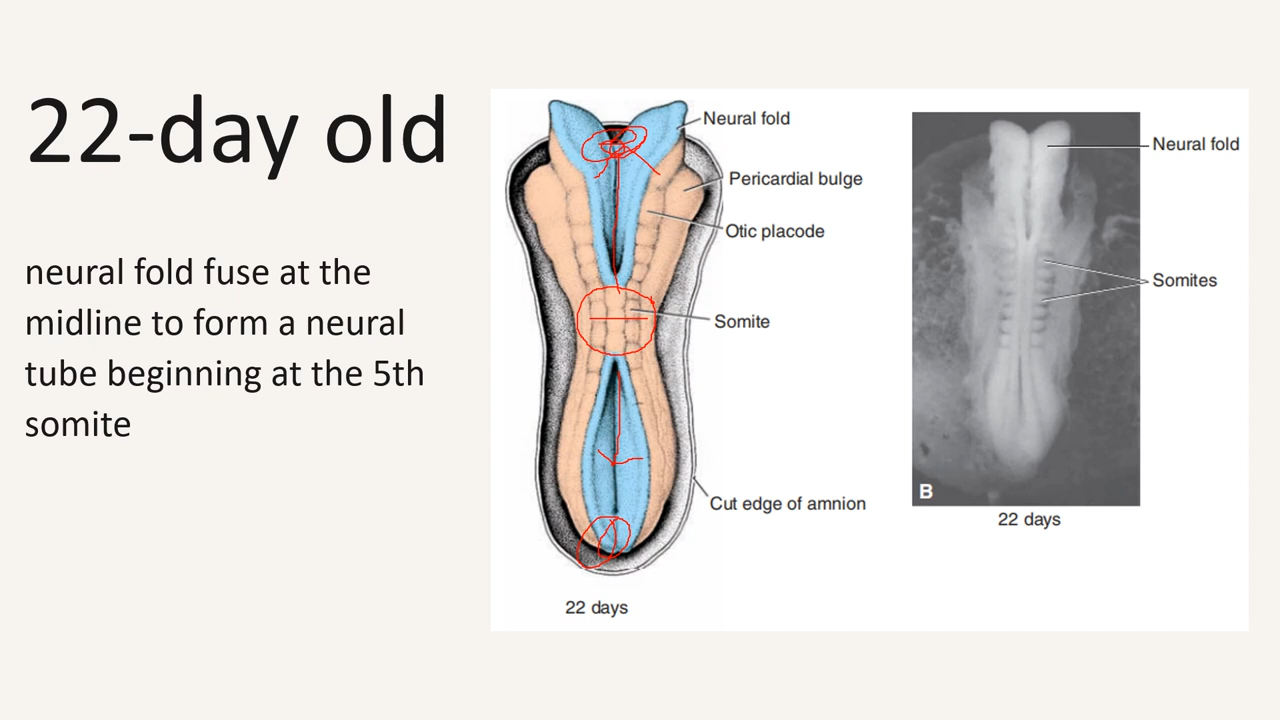 22-day old
neural fold fuse at the
midline to form a neural
tube beginning at the 5th
somite
Neural fold
Pericardial bulge
Otic placode
Somite
Cut edge of amnion
22 days
Neural fold
Somites
B
22 days